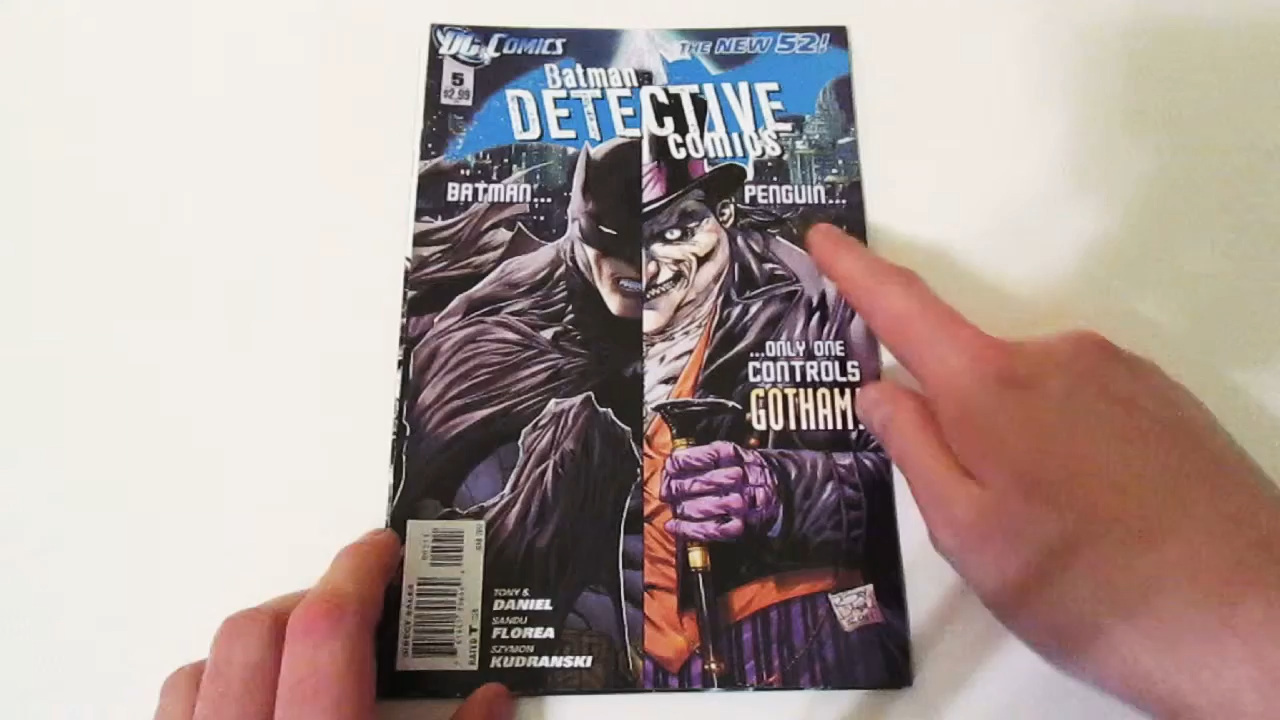 DC COMICS
THE NEW 52!
5
$2.99
Batman
DETECTIVE
COMICS
BATMAN...
PENGUIN...
...ONLY ONE
CONTROLS
GOTHAM!
TONY S.
DANIEL
SANDU
FLOREA
SZYMON
KUDRANSKI
DIRECT SALES
RATED T